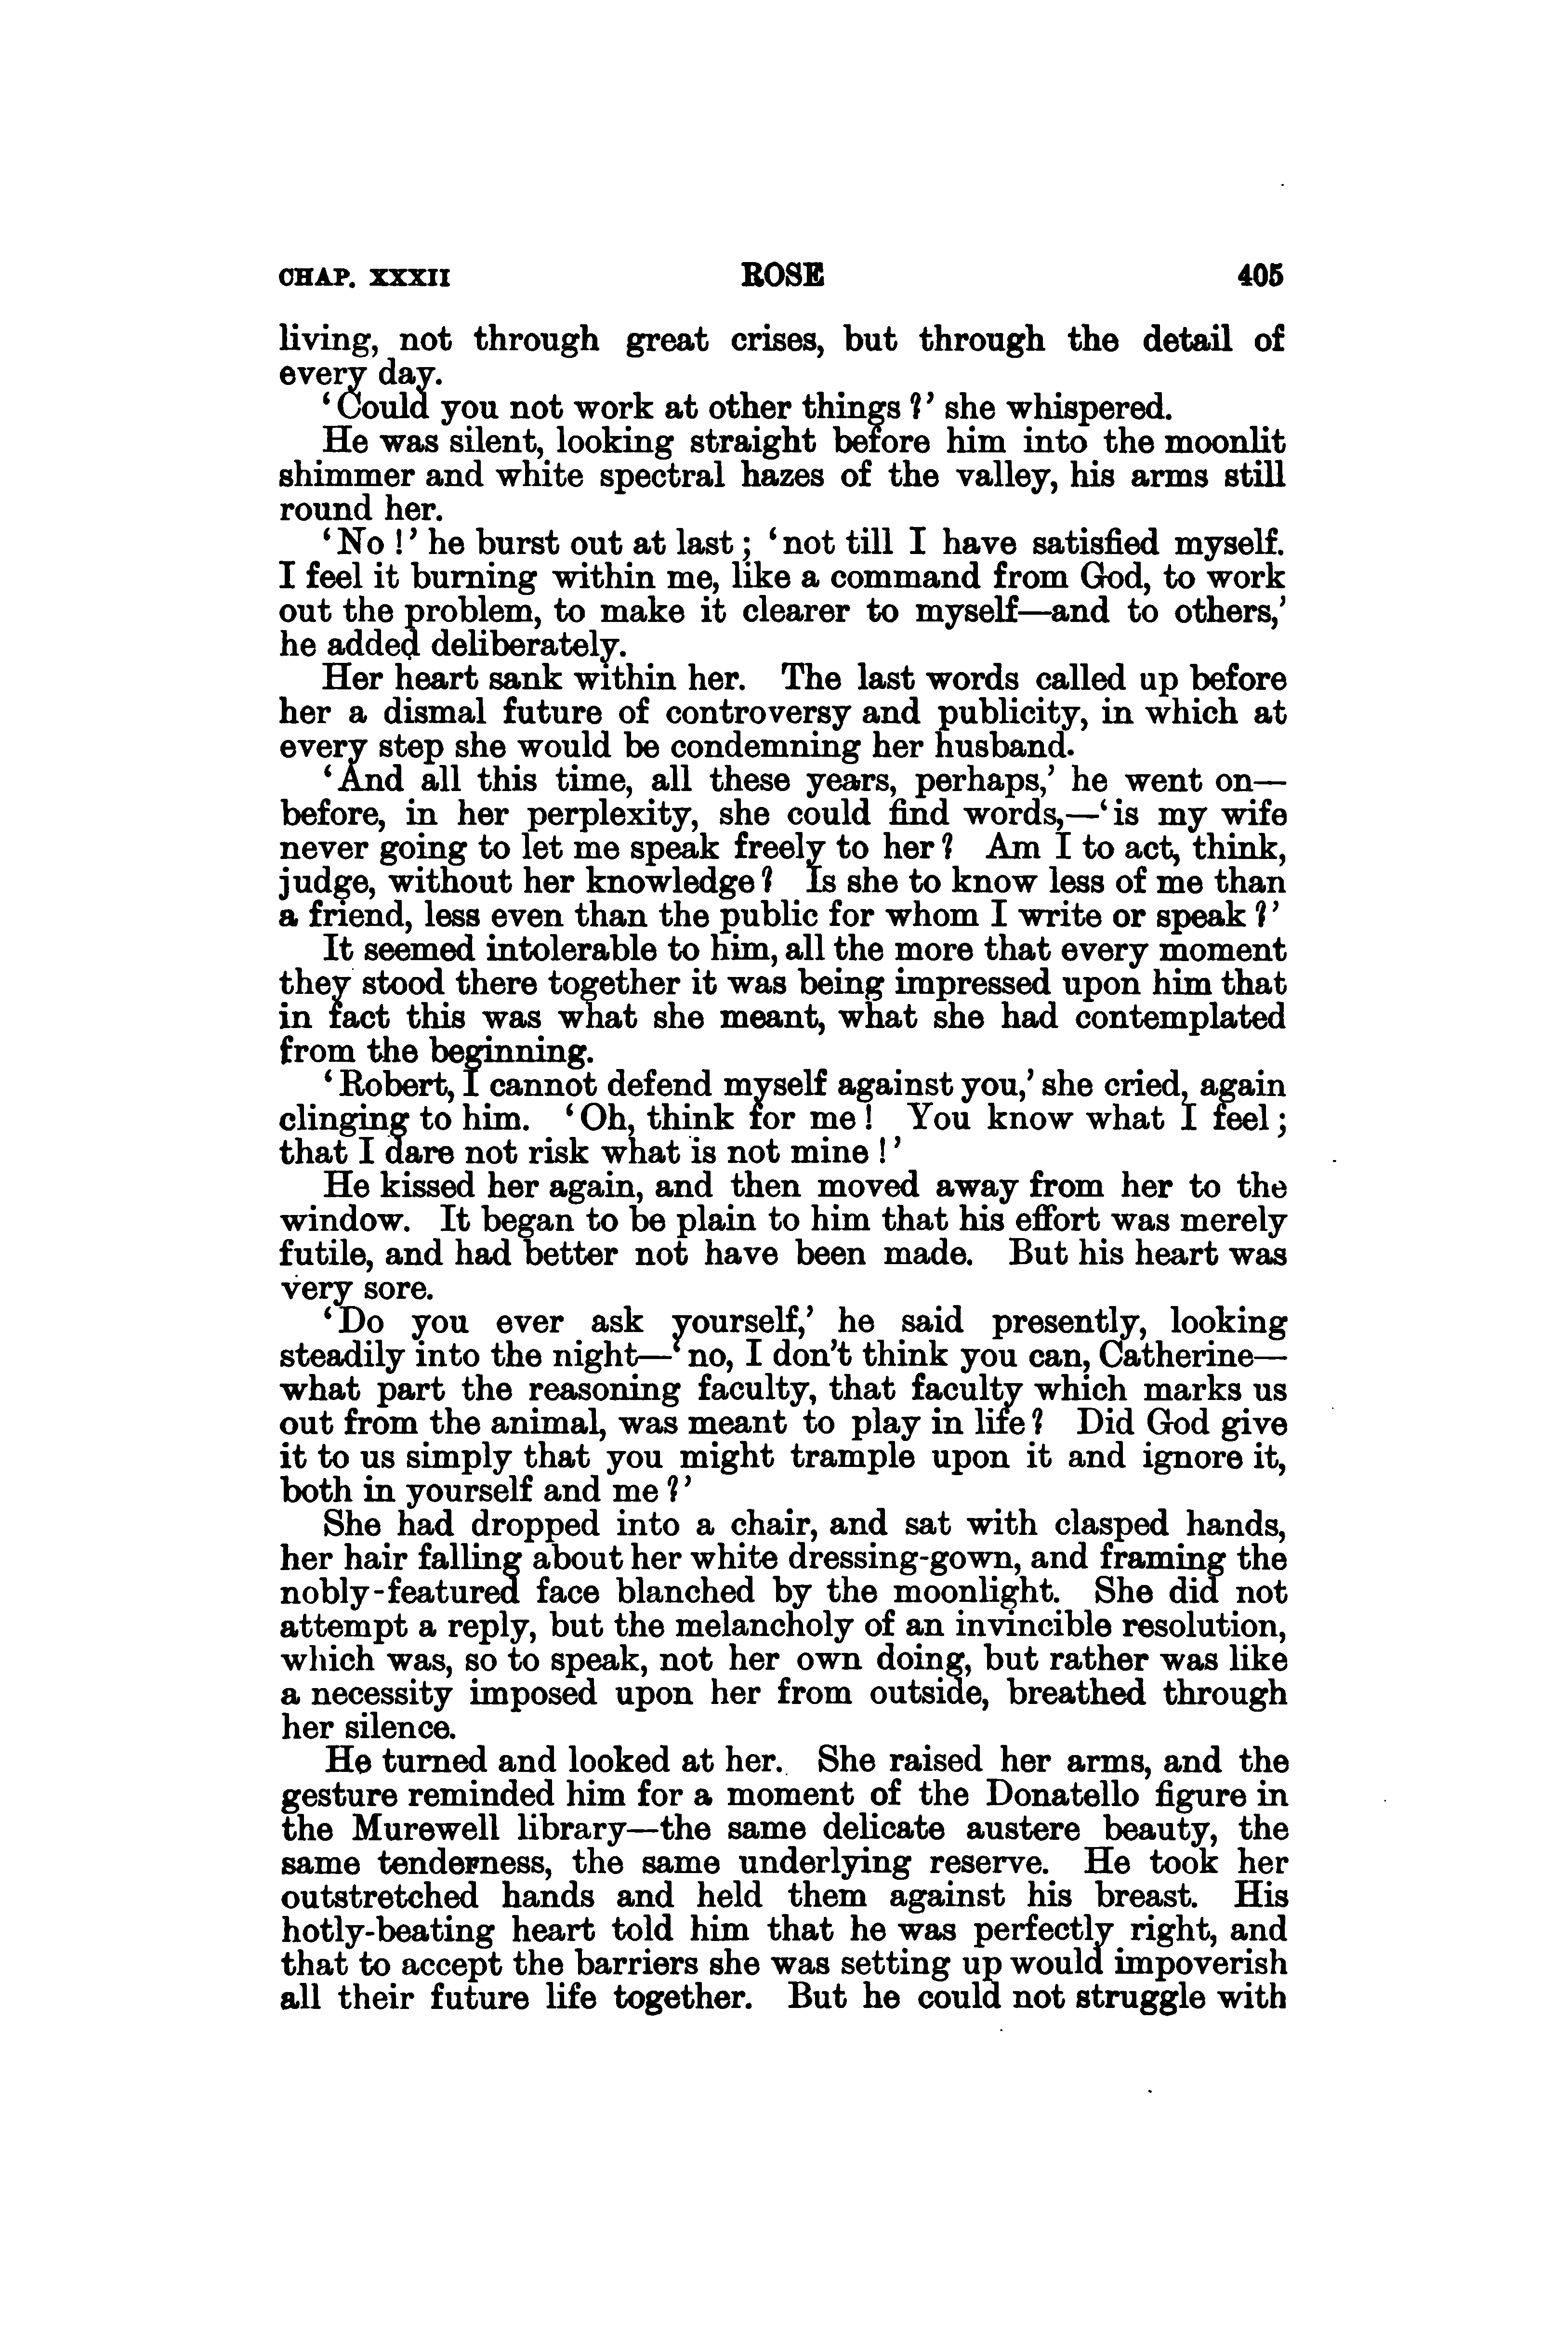 CHAP. XXXII ROSE 405
living, not through great crises, but through the detail of
every day.
‘Could you not work at other things?’ she whispered.
He was silent, looking straight before him into the moonlit
shimmer and white spectral hazes of the valley, his arms still
round her.
‘No!’ he burst out at last; ‘not till I have satisfied myself.
I feel it burning within me, like a command from God, to work
out the problem, to make it clearer to myself—and to others,’
he added deliberately.
Her heart sank within her. The last words called up before
her a dismal future of controversy and publicity, in which at
every step she would be condemning her husband.
‘And all this time, all these years, perhaps,’ he went on—
before, in her perplexity, she could find words,—‘is my wife
never going to let me speak freely to her? Am I to act, think,
judge, without her knowledge? Is she to know less of me than
a friend, less even than the public for whom I write or speak?’
It seemed intolerable to him, all the more that every moment
they stood there together it was being impressed upon him that
in fact this was what she meant, what she had contemplated
from the beginning.
‘Robert, I cannot defend myself against you,’ she cried, again
clinging to him. ‘Oh, think for me! You know what I feel;
that I dare not risk what is not mine!’
He kissed her again, and then moved away from her to the
window. It began to be plain to him that his effort was merely
futile, and had better not have been made. But his heart was
very sore.
‘Do you ever ask yourself,’ he said presently, looking
steadily into the night—‘no, I don’t think you can, Catherine—
what part the reasoning faculty, that faculty which marks us
out from the animal, was meant to play in life? Did God give
it to us simply that you might trample upon it and ignore it,
both in yourself and me?’
She had dropped into a chair, and sat with clasped hands,
her hair falling about her white dressing-gown, and framing the
nobly-featured face blanched by the moonlight. She did not
attempt a reply, but the melancholy of an invincible resolution,
which was, so to speak, not her own doing, but rather was like
a necessity imposed upon her from outside, breathed through
her silence.
He turned and looked at her. She raised her arms, and the
gesture reminded him for a moment of the Donatello figure in
the Murewell library—the same delicate austere beauty, the
same tenderness, the same underlying reserve. He took her
outstretched hands and held them against his breast. His
hotly-beating heart told him that he was perfectly right, and
that to accept the barriers she was setting up would impoverish
all their future life together. But he could not struggle with